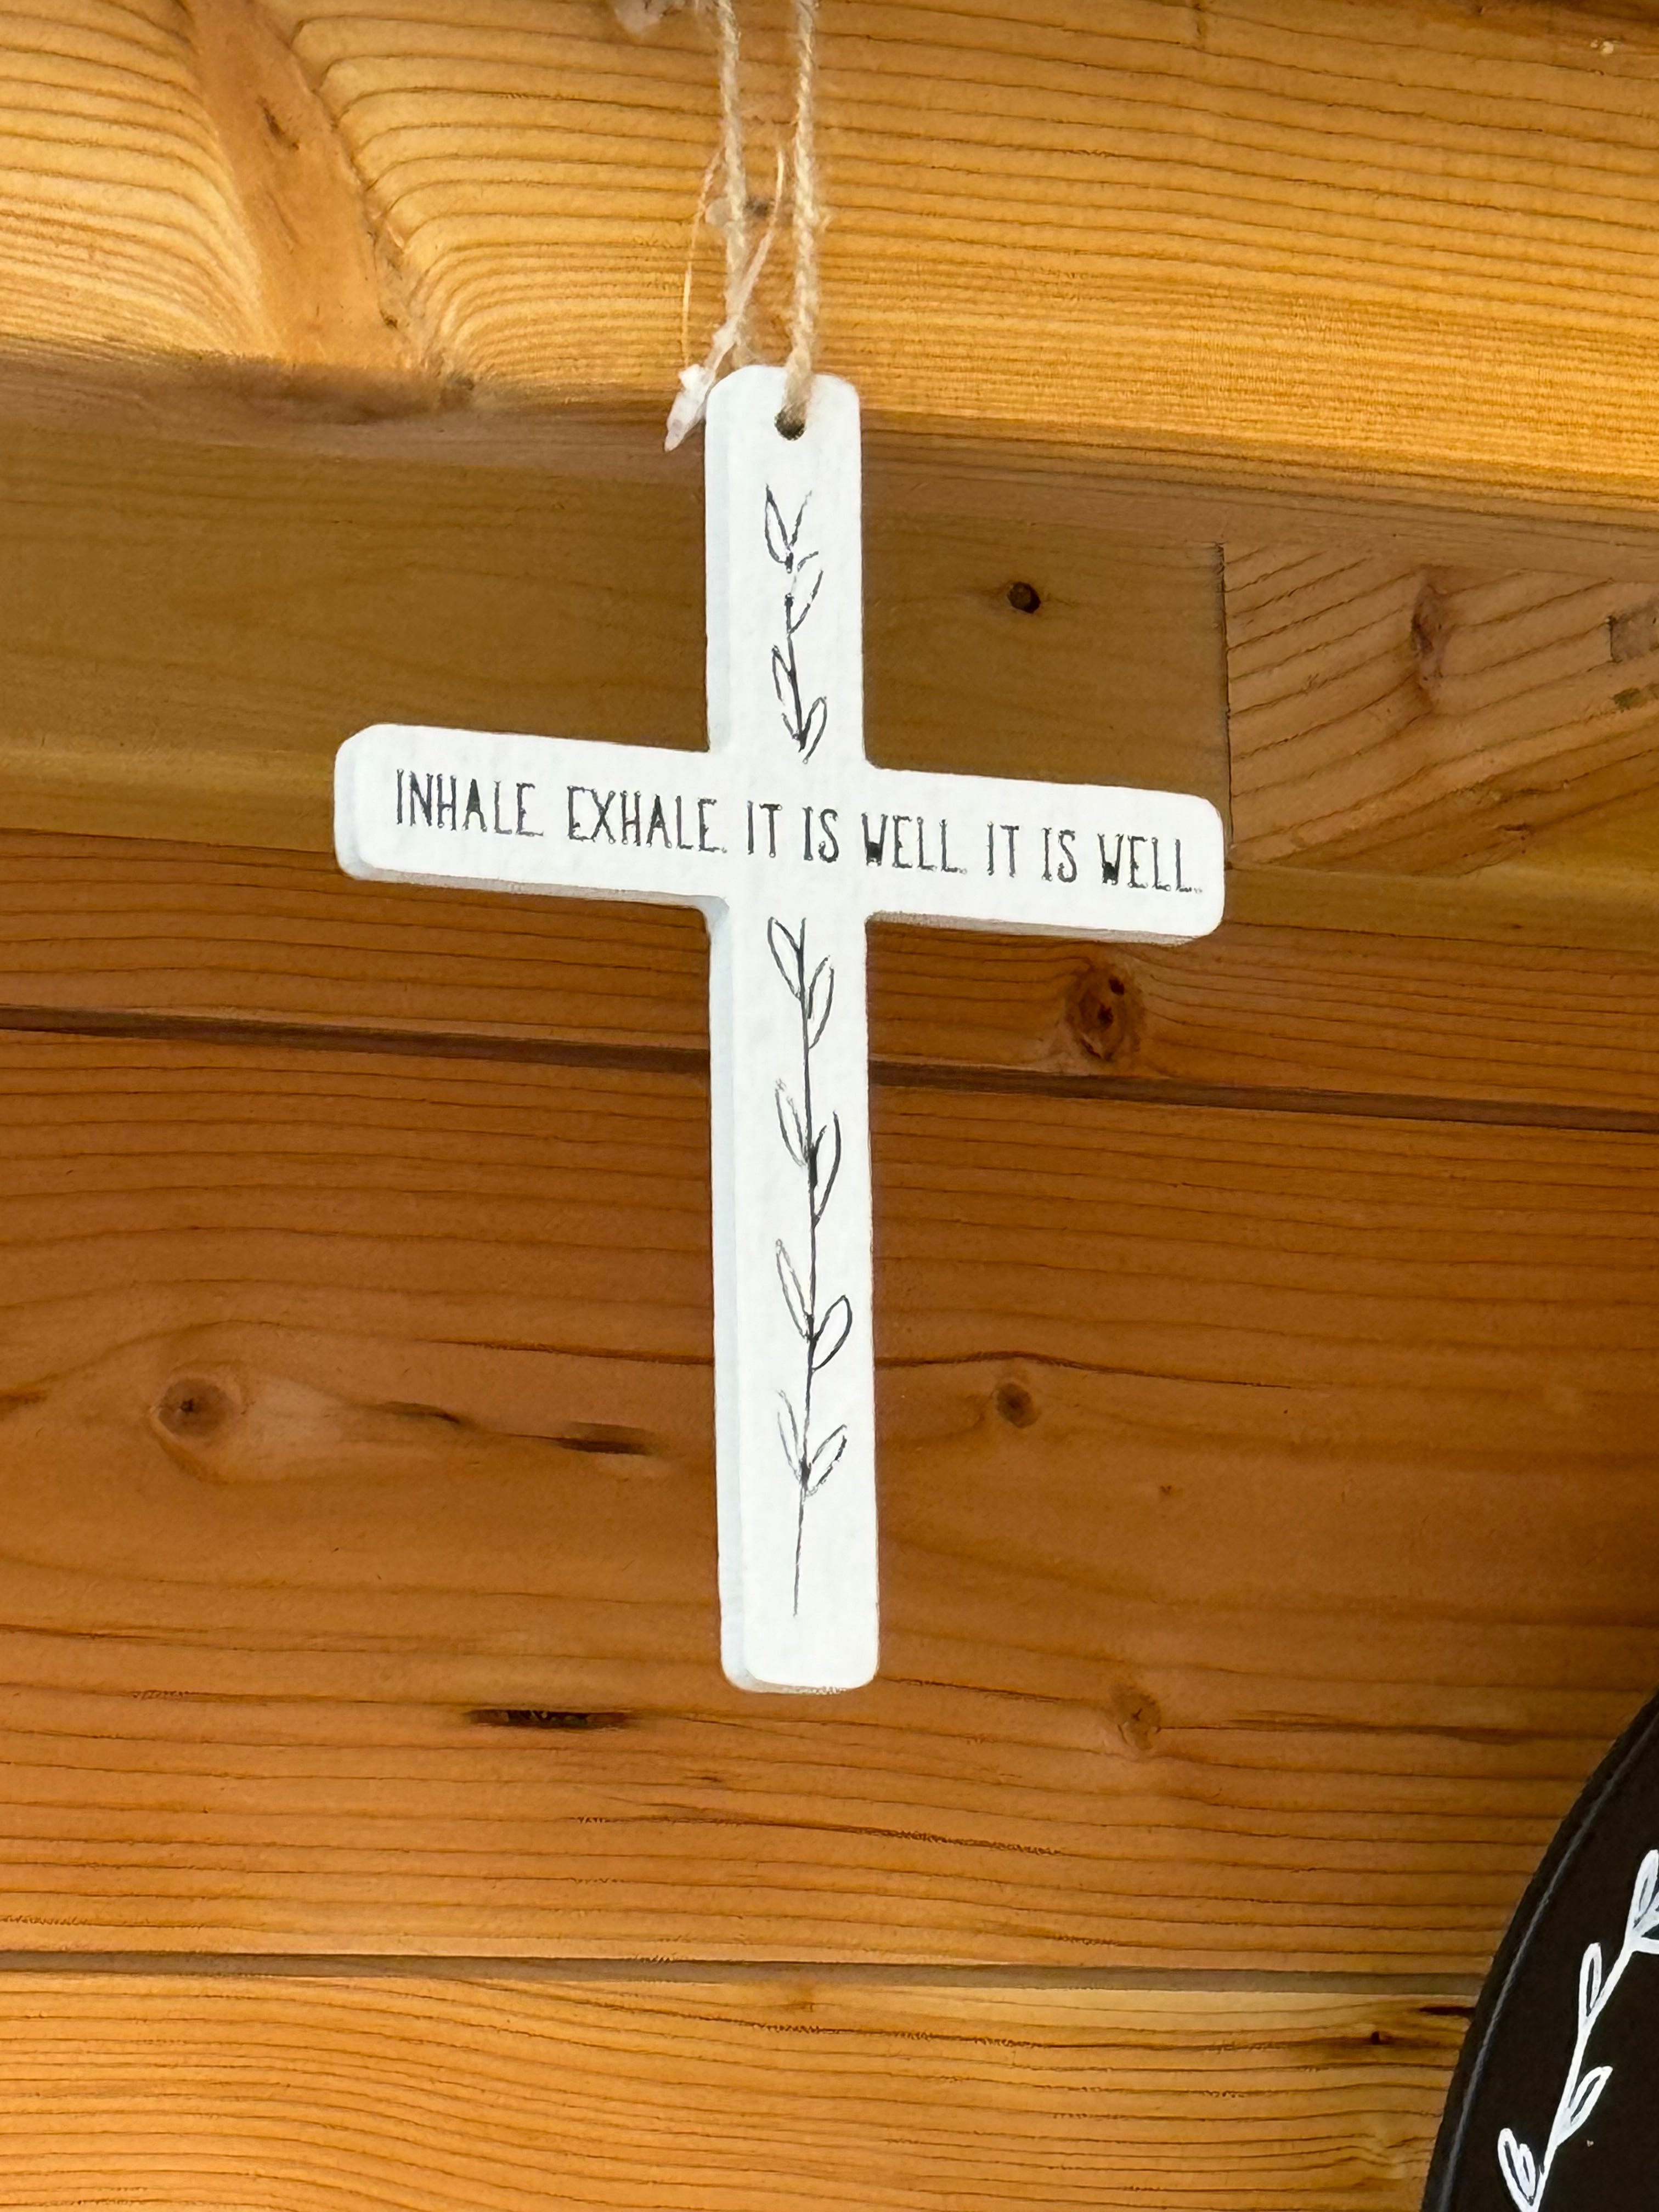 INHALE. EXHALE. IT IS WELL. IT IS WELL.